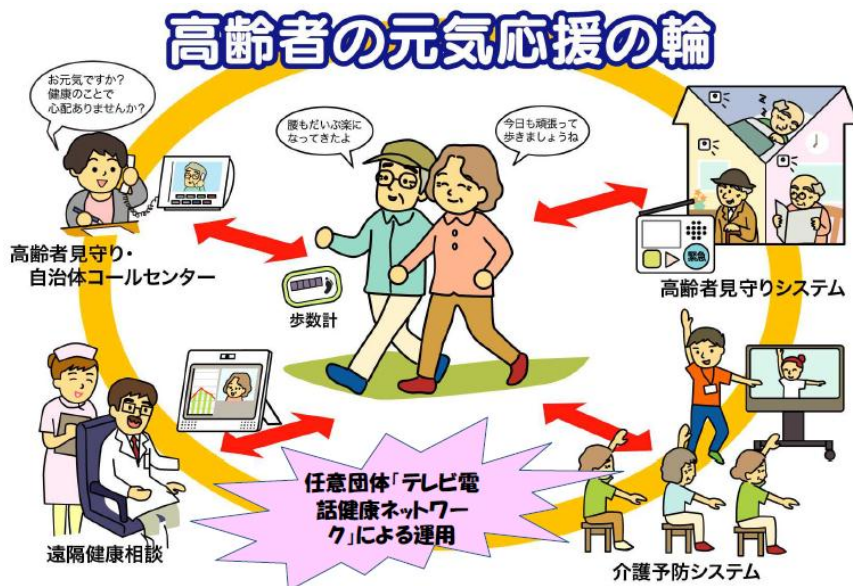 高齢者の元気応援の輪
お元気ですか?
健康のことで
心配ありませんか?
腰もだいぶ楽に
なってきたよ
今日も頑張って
歩きましょうね
高齢者見守り・
自治体コールセンター
歩数計
緊急
高齢者見守りシステム
遠隔健康相談
任意団体「テレビ電
話健康ネットワー
ク」による運用
介護予防システム